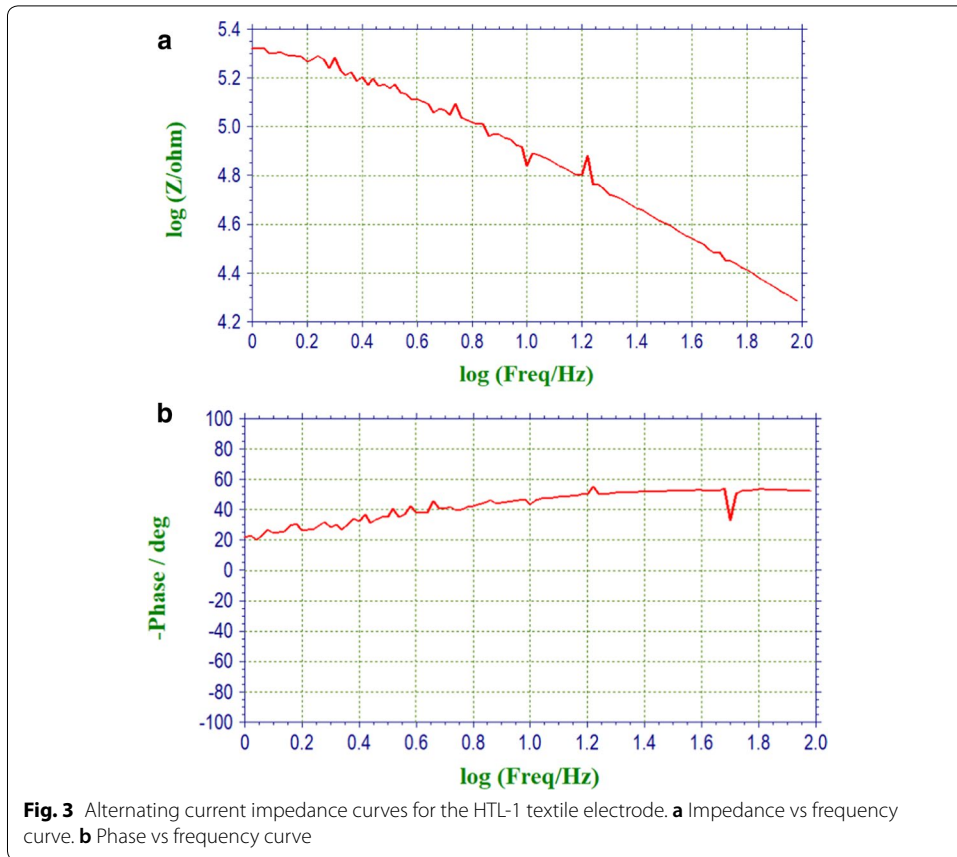 a
5.4
5.2
5.0
4.8
4.6
4.4
4.2
log (Z/ohm)
0 0.2 0.4 0.6 0.8 1.0 1.2 1.4 1.6 1.8 2.0
log (Freq/Hz)
b
100
80
60
40
20
0
-20
-40
-60
-80
-100
-Phase / deg
0 0.2 0.4 0.6 0.8 1.0 1.2 1.4 1.6 1.8 2.0
log (Freq/Hz)
Fig. 3 Alternating current impedance curves for the HTL-1 textile electrode. a Impedance vs frequency
curve. b Phase vs frequency curve